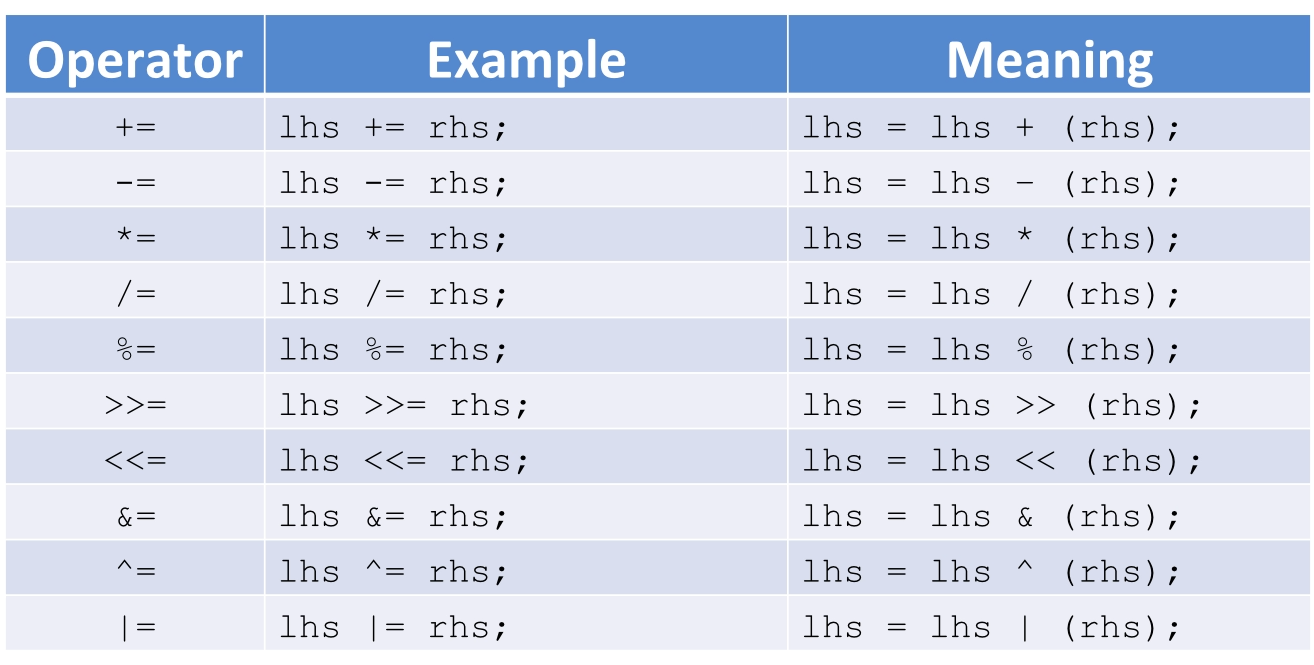 Operator Example Meaning
+= lhs += rhs; lhs = lhs + (rhs);
-= lhs -= rhs; lhs = lhs – (rhs);
*= lhs *= rhs; lhs = lhs * (rhs);
/= lhs /= rhs; lhs = lhs / (rhs);
%= lhs %= rhs; lhs = lhs % (rhs);
>>= lhs >>= rhs; lhs = lhs >> (rhs);
<<= lhs <<= rhs; lhs = lhs << (rhs);
&= lhs &= rhs; lhs = lhs & (rhs);
^= lhs ^= rhs; lhs = lhs ^ (rhs);
|= lhs |= rhs; lhs = lhs | (rhs);